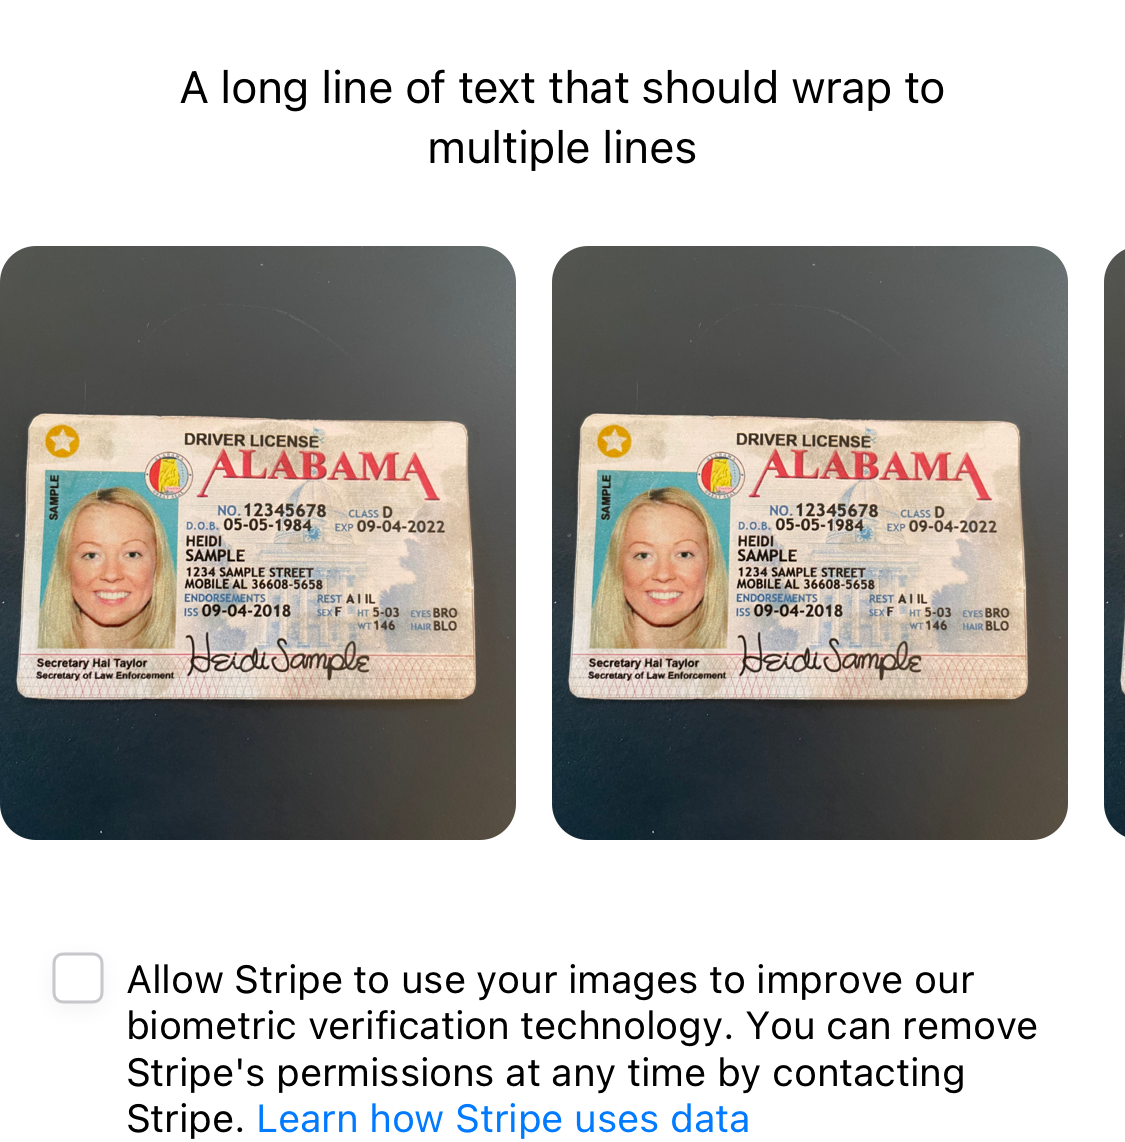 A long line of text that should wrap to
multiple lines
DRIVER LICENSE
ALABAMA
SAMPLE
NO. 12345678 CLASS D
D.O.B. 05-05-1984 EXP 09-04-2022
HEIDI
SAMPLE
1234 SAMPLE STREET
MOBILE AL 36608-5658
ENDORSEMENTS REST A I IL
ISS 09-04-2018 SEX F HT 5-03 EYES BRO
WT 146 HAIR BLO
Heidi Sample
Secretary Hal Taylor
Secretary of Law Enforcement
DRIVER LICENSE
ALABAMA
SAMPLE
NO. 12345678 CLASS D
D.O.B. 05-05-1984 EXP 09-04-2022
HEIDI
SAMPLE
1234 SAMPLE STREET
MOBILE AL 36608-5658
ENDORSEMENTS REST A I IL
ISS 09-04-2018 SEX F HT 5-03 EYES BRO
WT 146 HAIR BLO
Heidi Sample
Secretary Hal Taylor
Secretary of Law Enforcement
Allow Stripe to use your images to improve our
biometric verification technology. You can remove
Stripe's permissions at any time by contacting
Stripe. Learn how Stripe uses data